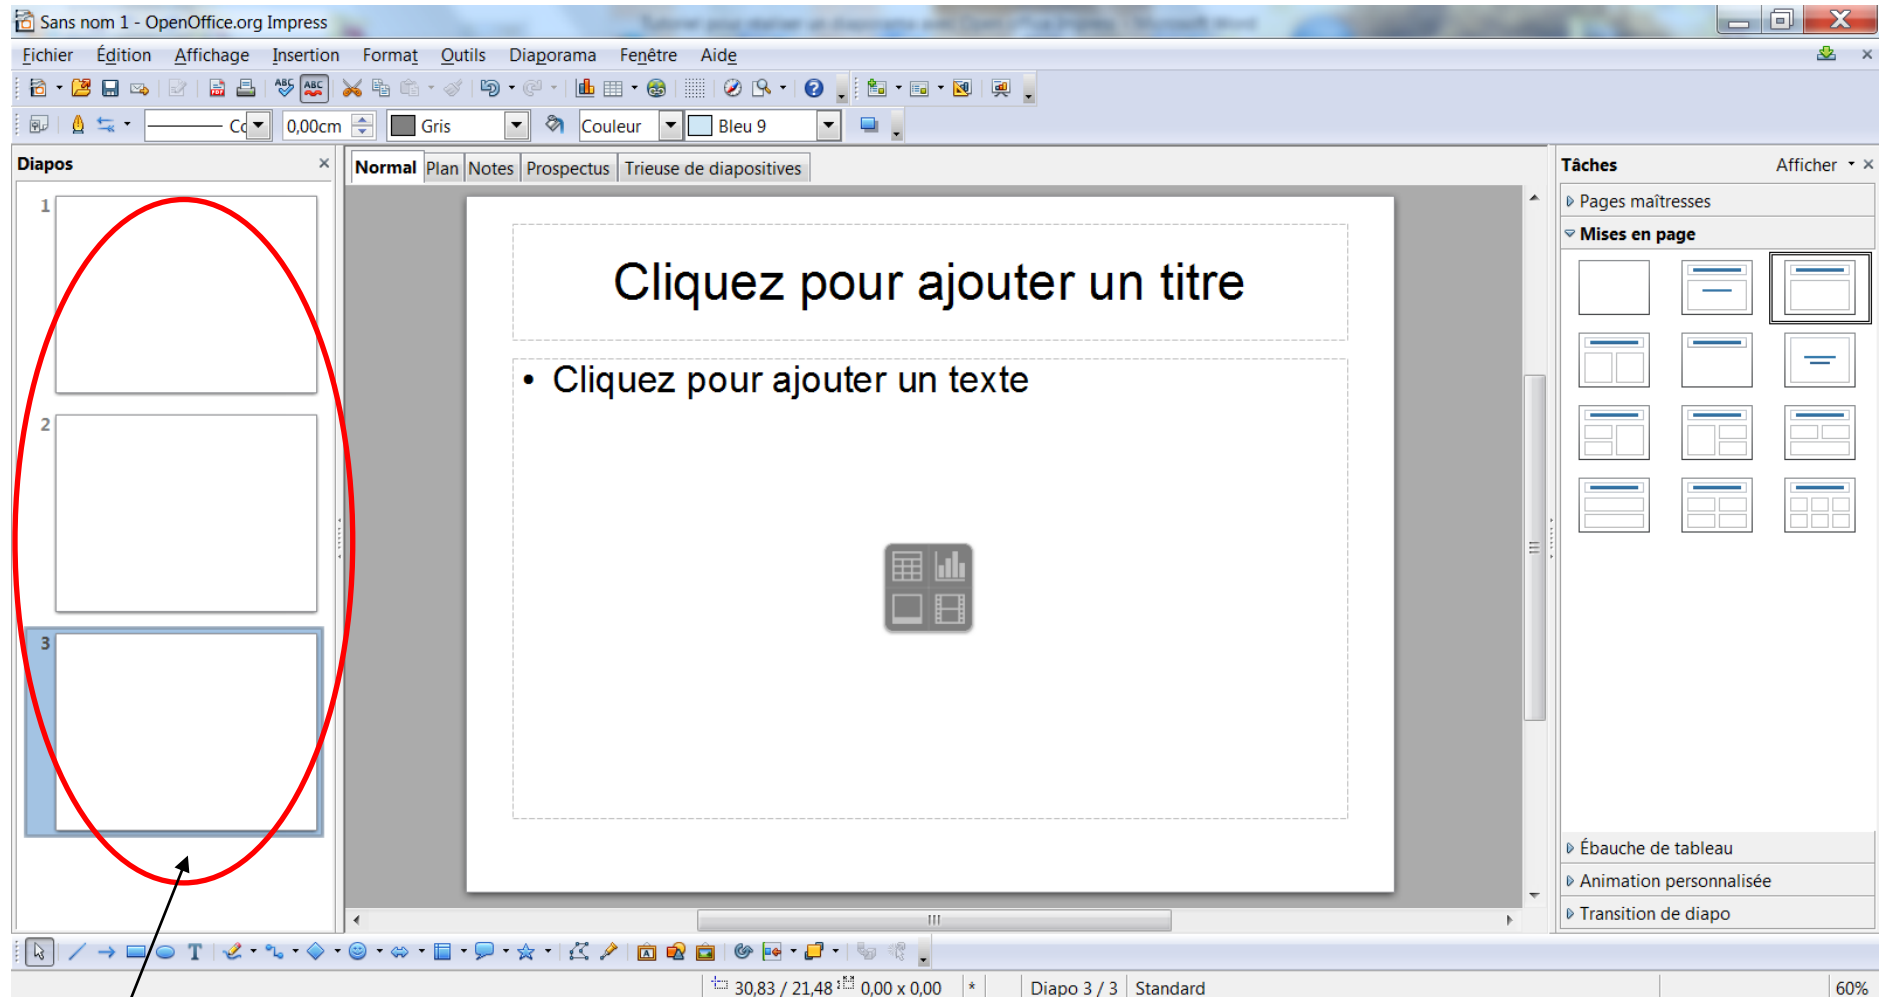 Sans nom 1 - OpenOffice.org Impress
Fichier Édition Affichage Insertion Format Outils Diaporama Fenêtre Aide
0,00cm Gris Couleur Bleu 9
Diapos
Normal Plan Notes Prospectus Trieuse de diapositives
Tâches Afficher
1
Pages maîtresses
Mises en page
Cliquez pour ajouter un titre
• Cliquez pour ajouter un texte
2
3
Ébauche de tableau
Animation personnalisée
Transition de diapo
30,83 / 21,48 0,00 x 0,00 * Diapo 3 / 3 Standard 60%